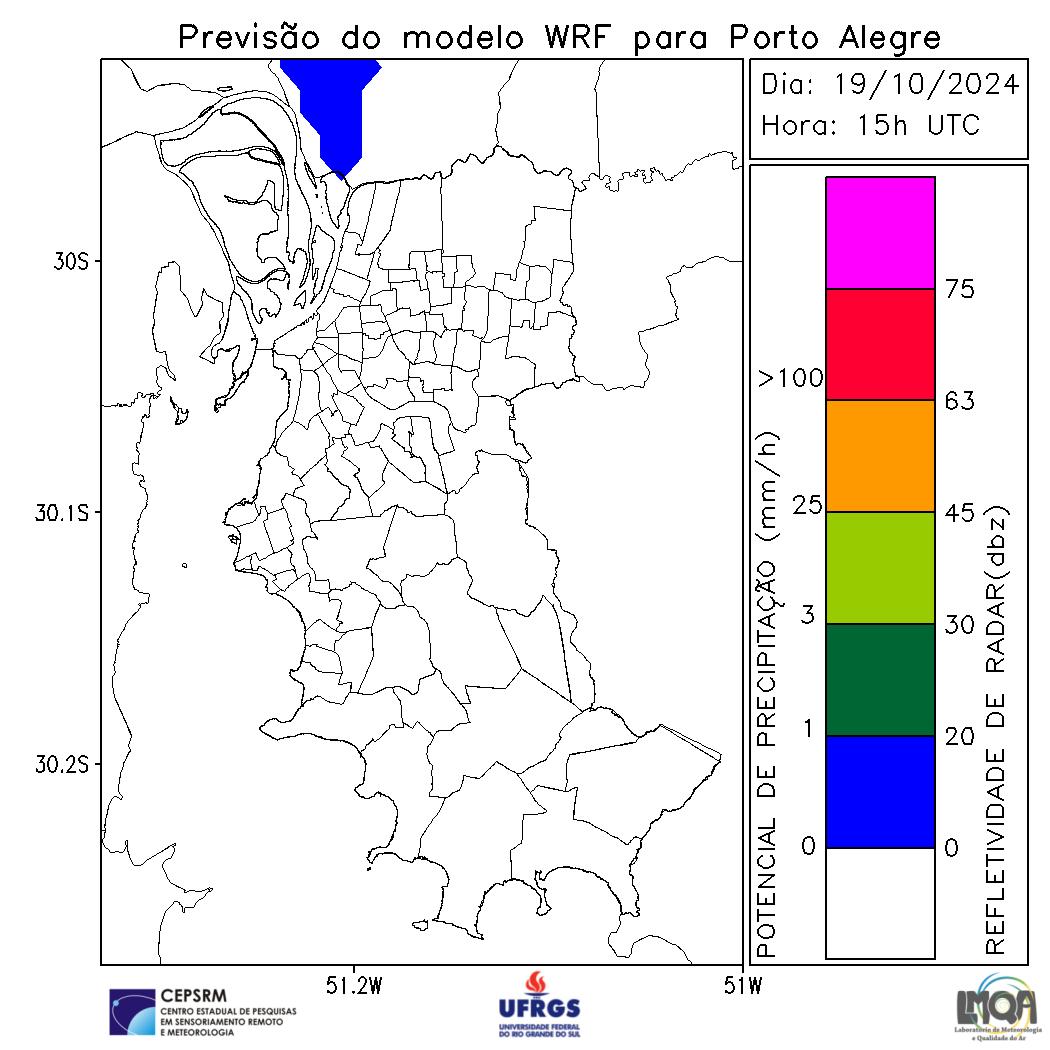 Previsão do modelo WRF para Porto Alegre
Dia: 19/10/2024
Hora: 15h UTC
30S
30.1S
30.2S
51.2W
51W
POTENCIAL DE PRECIPITAÇÃO (mm/h)
>100
25
3
1
0
75
63
45
30
20
0
REFLETIVIDADE DE RADAR(dbz)
CEPSRM
CENTRO ESTADUAL DE PESQUISAS
EM SENSORIAMENTO REMOTO
E METEOROLOGIA
UFRGS
UNIVERSIDADE FEDERAL
DO RIO GRANDE DO SUL
LMQA
Laboratório de Meteorologia
e Qualidade do Ar